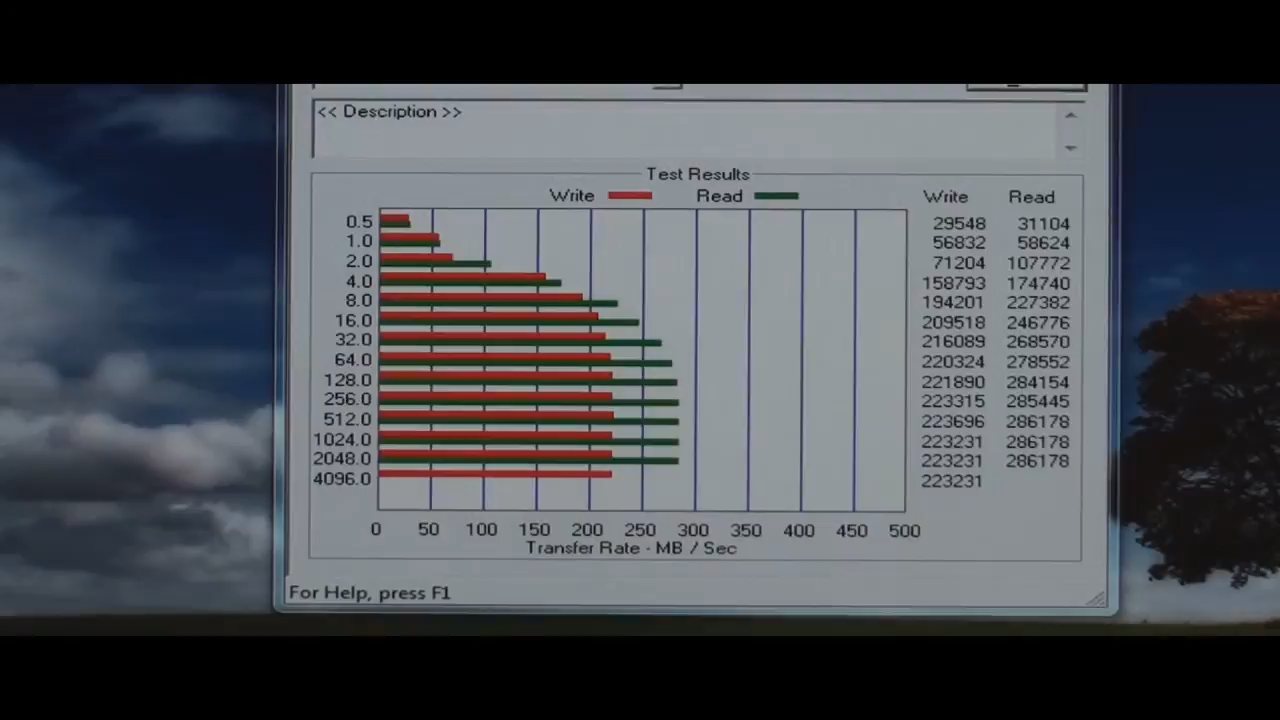 << Description >>
Test Results
Write Read Write Read
0.5 29548 31104
1.0 56832 58624
2.0 71204 107772
4.0 158793 174740
8.0 194201 227382
16.0 209518 246776
32.0 216089 268570
64.0 220324 278552
128.0 221890 284154
256.0 223315 285445
512.0 223696 286178
1024.0 223231 286178
2048.0 223231 286178
4096.0 223231
0 50 100 150 200 250 300 350 400 450 500
Transfer Rate - MB / Sec
For Help, press F1